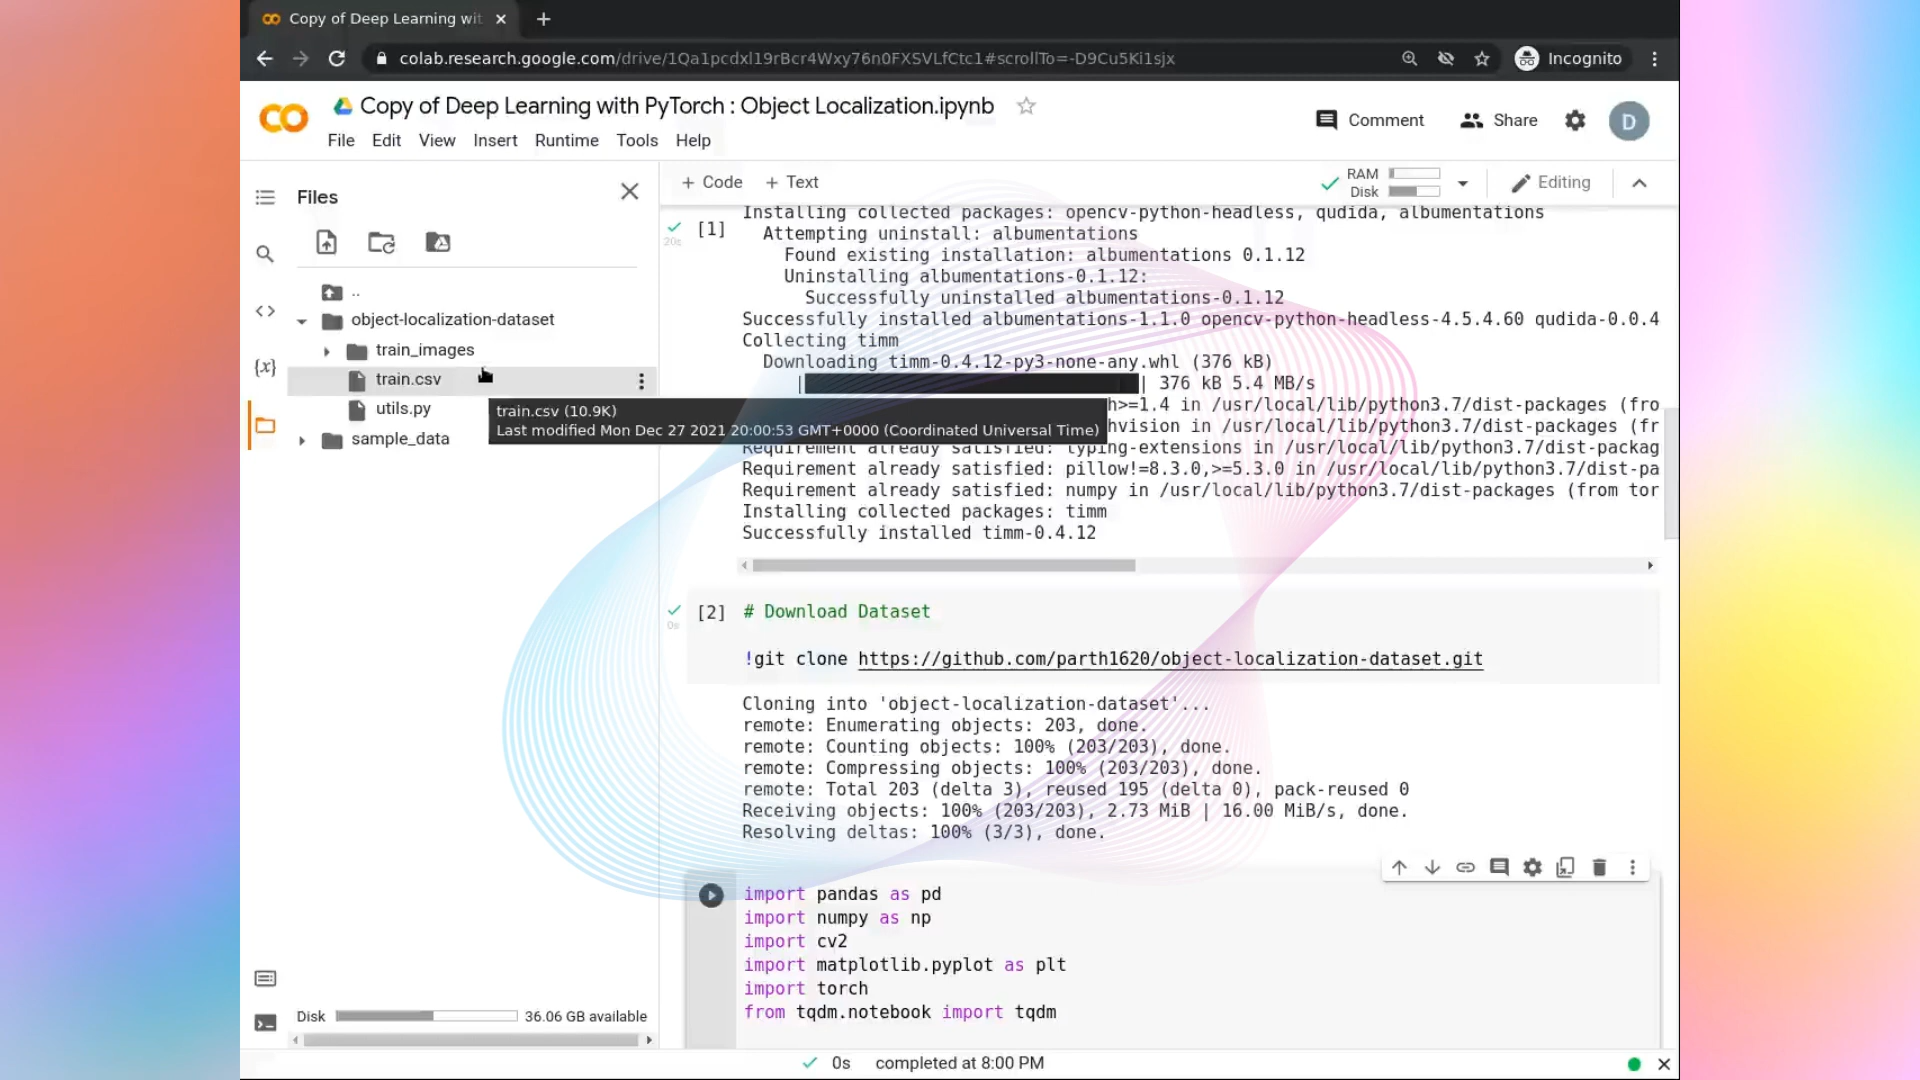 Copy of Deep Learning wit
colab.research.google.com/drive/1Qa1pcdxl19rBcr4Wxy76n0FXSVLfCtc1#scrollTo=-D9Cu5Ki1sjx
Incognito
Copy of Deep Learning with PyTorch : Object Localization.ipynb
Comment
Share
D
File Edit View Insert Runtime Tools Help
Files
+ Code + Text
RAM
Disk
Editing
..
object-localization-dataset
train_images
train.csv
utils.py
sample_data
train.csv (10.9K)
Last modified Mon Dec 27 2021 20:00:53 GMT+0000 (Coordinated Universal Time)
{x}
Disk
36.06 GB available
20s
[1]
Installing collected packages: opencv-python-headless, qudida, albumentations
Attempting uninstall: albumentations
Found existing installation: albumentations 0.1.12
Uninstalling albumentations-0.1.12:
Successfully uninstalled albumentations-0.1.12
Successfully installed albumentations-1.1.0 opencv-python-headless-4.5.4.60 qudida-0.0.4
Collecting timm
Downloading timm-0.4.12-py3-none-any.whl (376 kB)
| | 376 kB 5.4 MB/s
h>=1.4 in /usr/local/lib/python3.7/dist-packages (fro
hvision in /usr/local/lib/python3.7/dist-packages (fr
Requirement already satisfied: typing-extensions in /usr/local/lib/python3.7/dist-packag
Requirement already satisfied: pillow!=8.3.0,>=5.3.0 in /usr/local/lib/python3.7/dist-pa
Requirement already satisfied: numpy in /usr/local/lib/python3.7/dist-packages (from tor
Installing collected packages: timm
Successfully installed timm-0.4.12
0s
[2]
# Download Dataset
!git clone https://github.com/parth1620/object-localization-dataset.git
Cloning into 'object-localization-dataset'...
remote: Enumerating objects: 203, done.
remote: Counting objects: 100% (203/203), done.
remote: Compressing objects: 100% (203/203), done.
remote: Total 203 (delta 3), reused 195 (delta 0), pack-reused 0
Receiving objects: 100% (203/203), 2.73 MiB | 16.00 MiB/s, done.
Resolving deltas: 100% (3/3), done.
import pandas as pd
import numpy as np
import cv2
import matplotlib.pyplot as plt
import torch
from tqdm.notebook import tqdm
0s completed at 8:00 PM